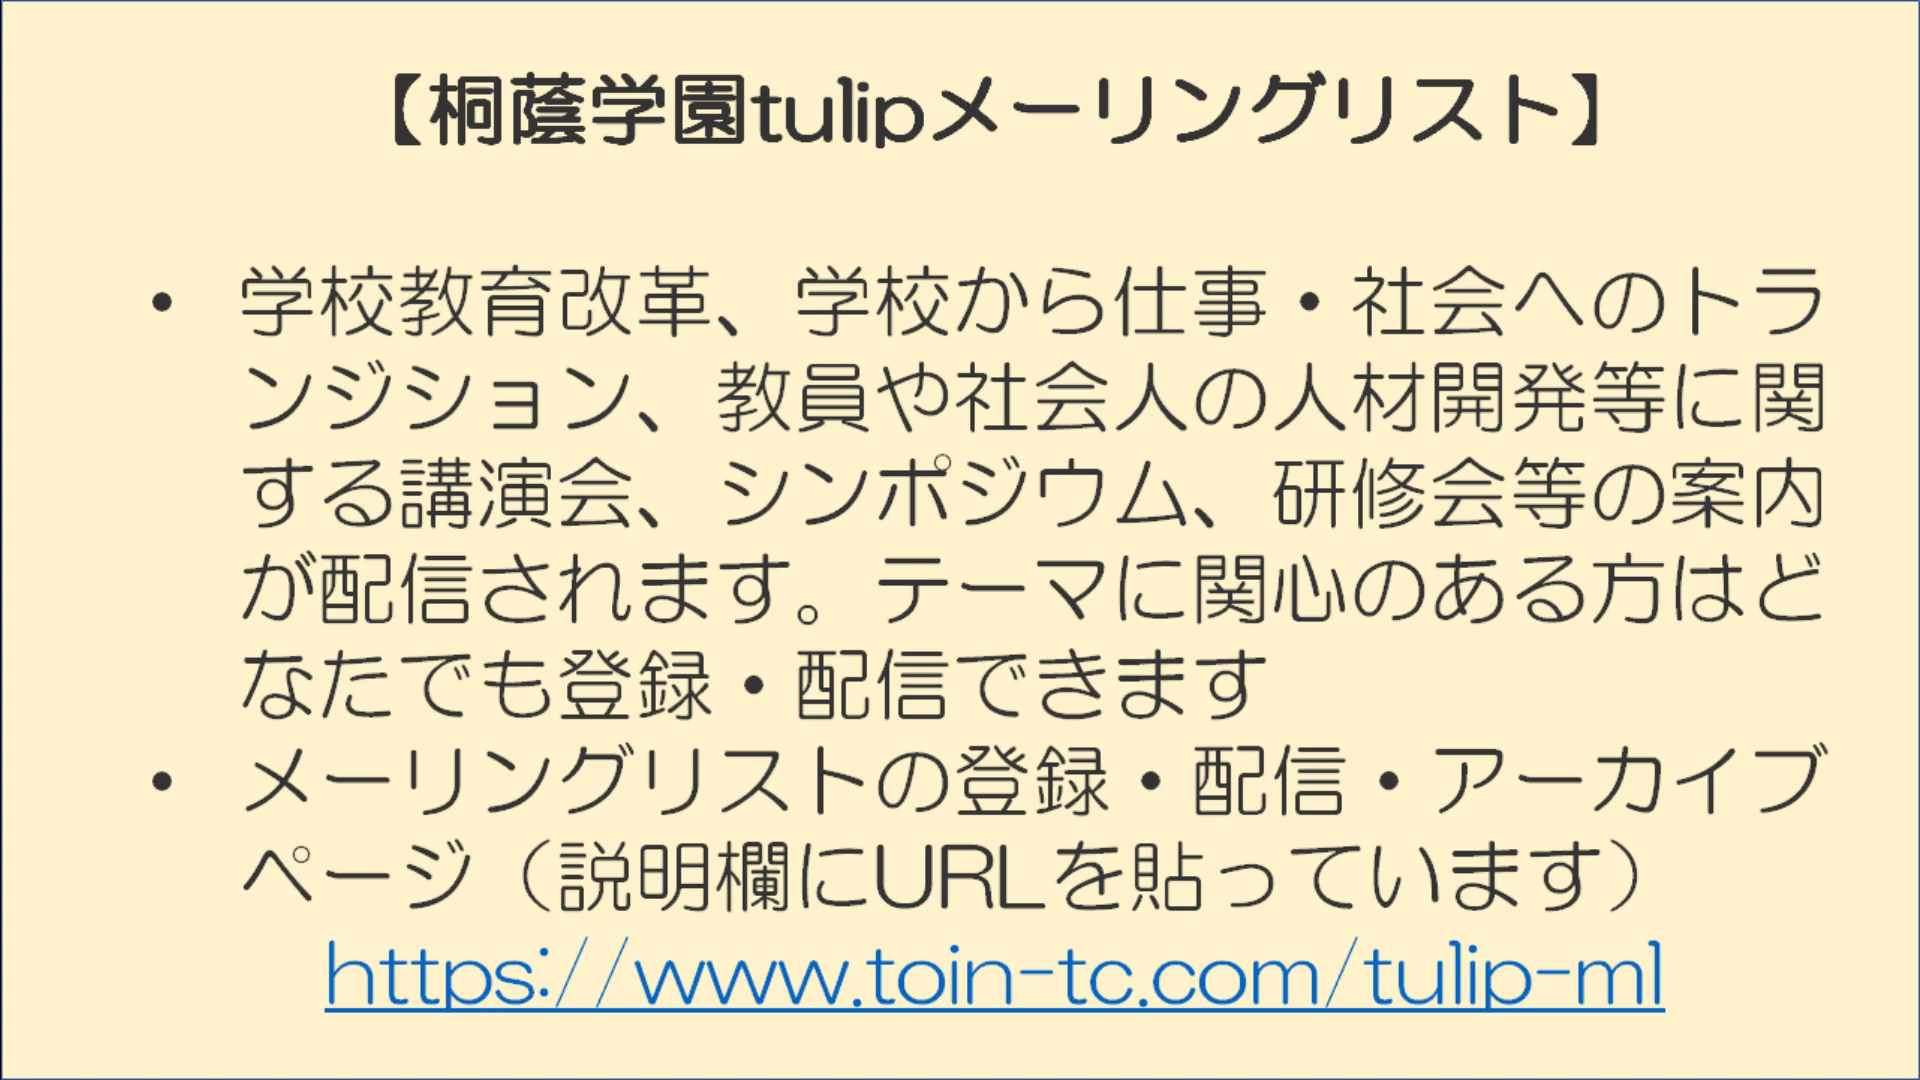 【桐蔭学園tulipメーリングリスト】
• 学校教育改革、学校から仕事・社会へのトラ
ンジション、教員や社会人の人材開発等に関
する講演会、シンポジウム、研修会等の案内
が配信されます。テーマに関心のある方はど
なたでも登録・配信できます
• メーリングリストの登録・配信・アーカイブ
ページ（説明欄にURLを貼っています）
https://www.toin-tc.com/tulip-ml